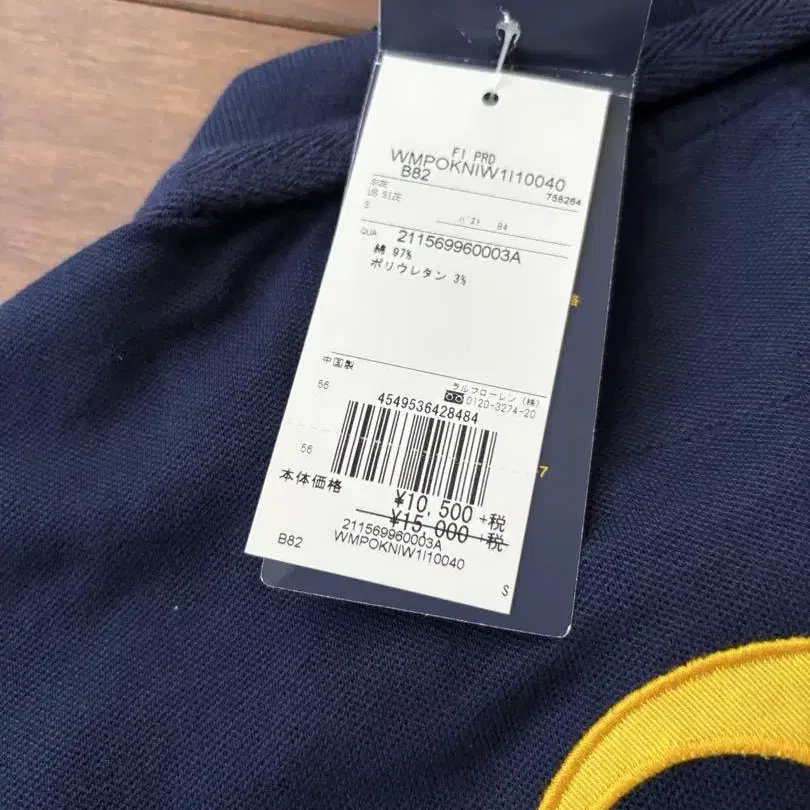 F1 PRD
WMPOKNIW1I10040
B82
758264
SIZE
US SIZE
S バスト 84
QUA 211569960003A
綿 97%
ポリウレタン 3%
中国製
56
ラルフローレン (株)
0120-3274-20
4549536428484
56
本体価格 ¥10,500 +税
¥15,000 +税
211569960003A
B82 WMPOKNIW1I10040
S
7